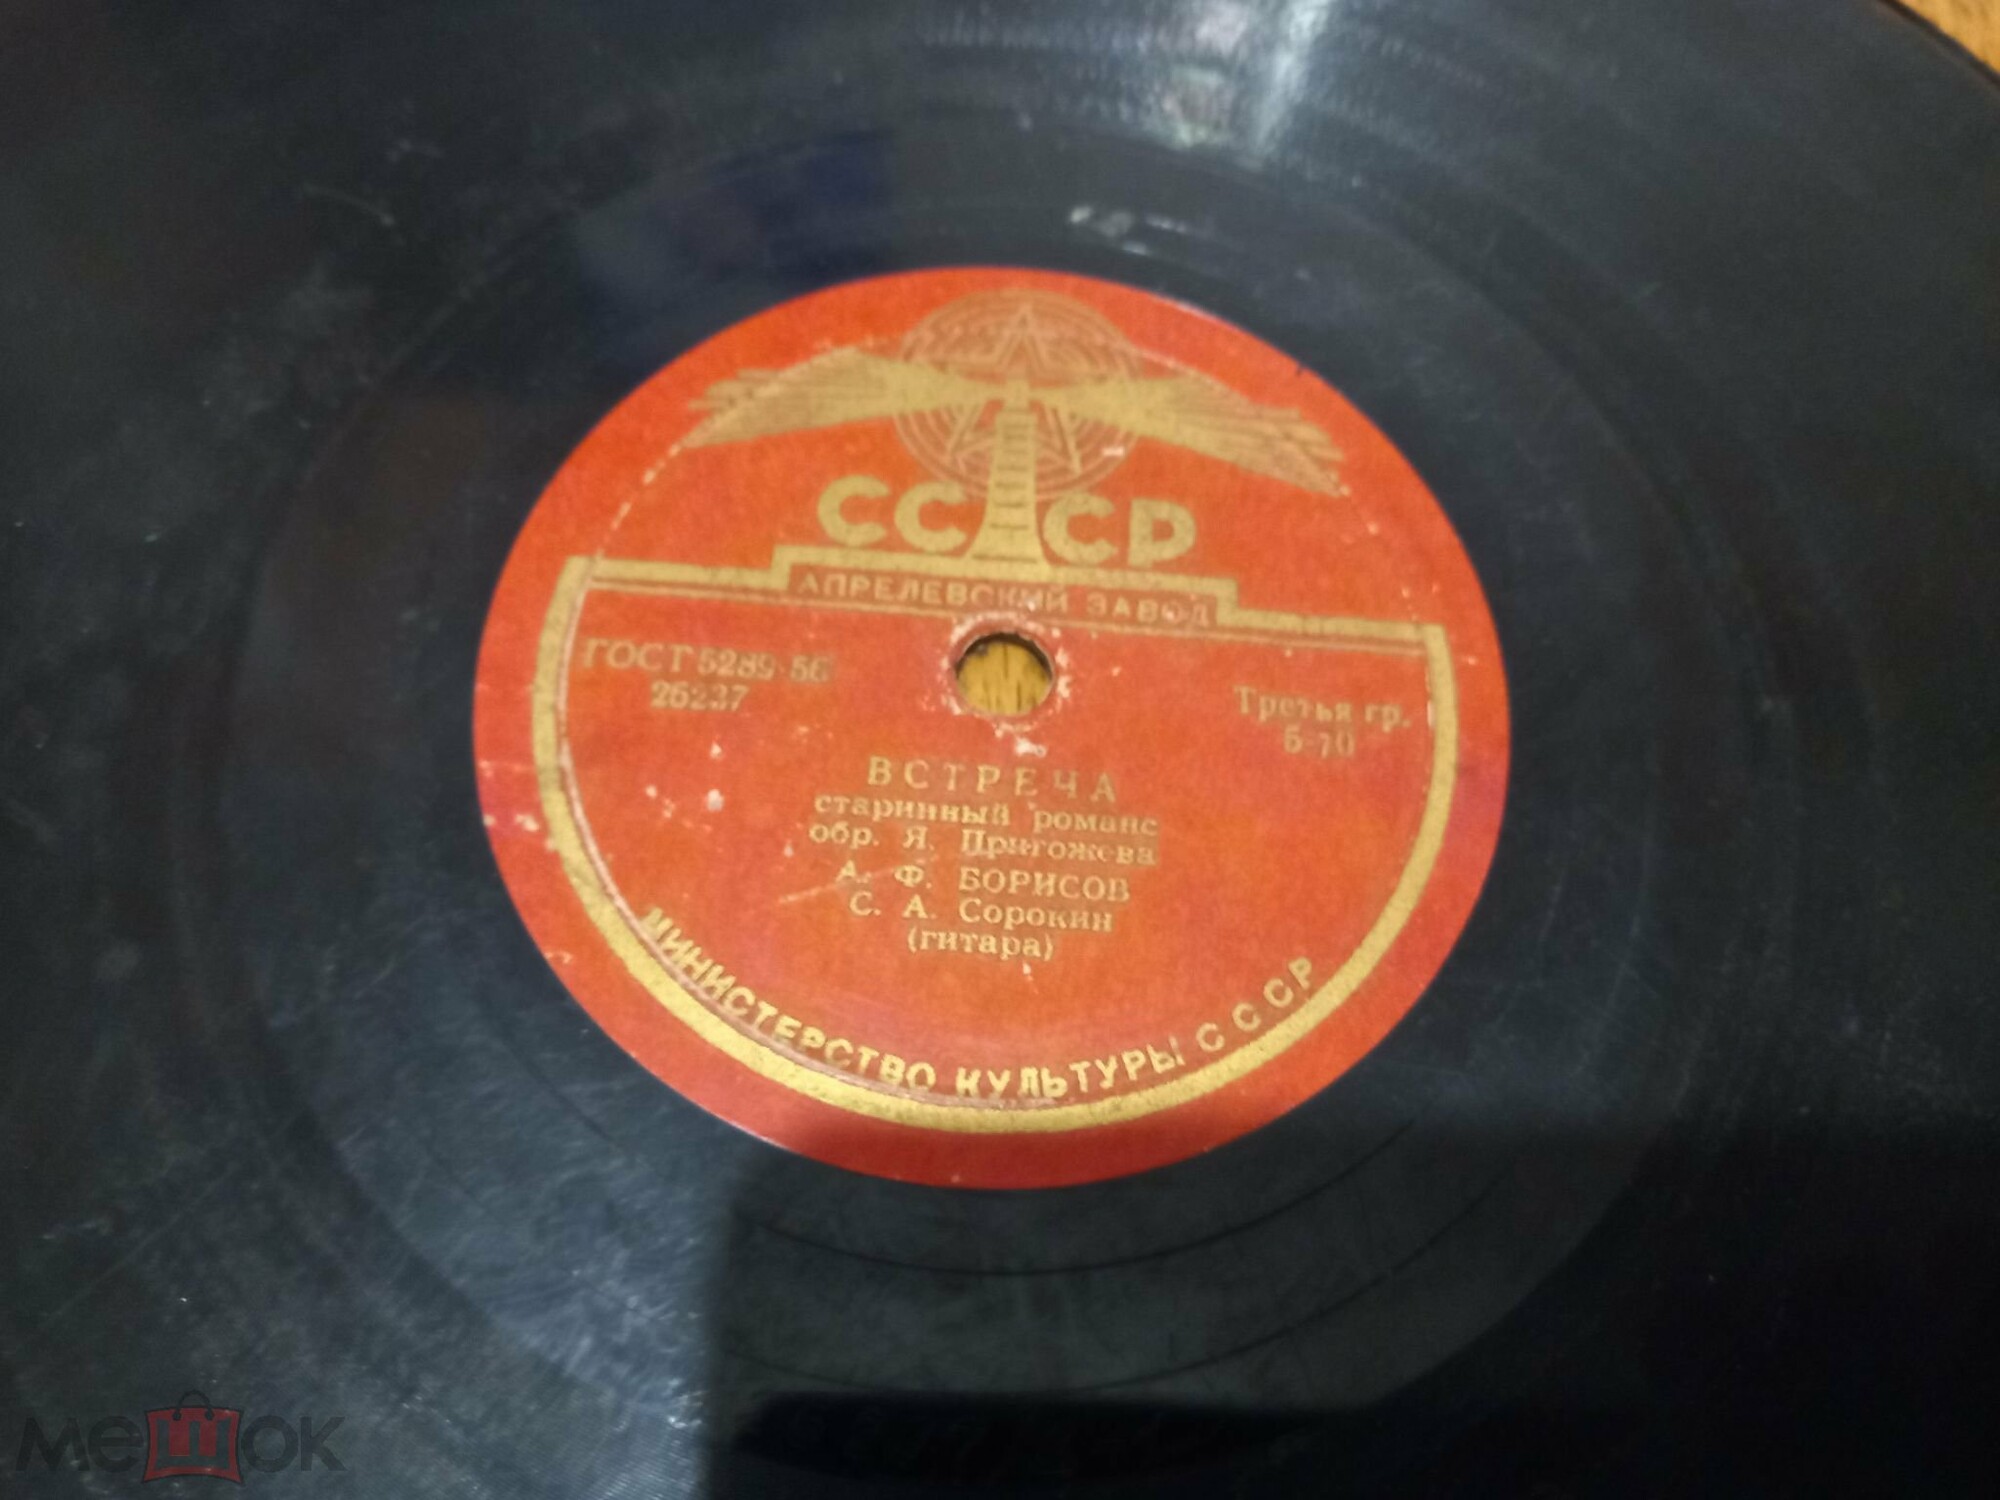 СССР
АПРЕЛЕВСКИЙ ЗАВОД
ГОСТ 5289-56
26237
Третья гр.
5-70
ВСТРЕЧА
старинный романс
обр. Я. Пригожева
А. Ф. БОРИСОВ
С. А. Сорокин
(гитара)
МИНИСТЕРСТВО КУЛЬТУРЫ СССР
мешок